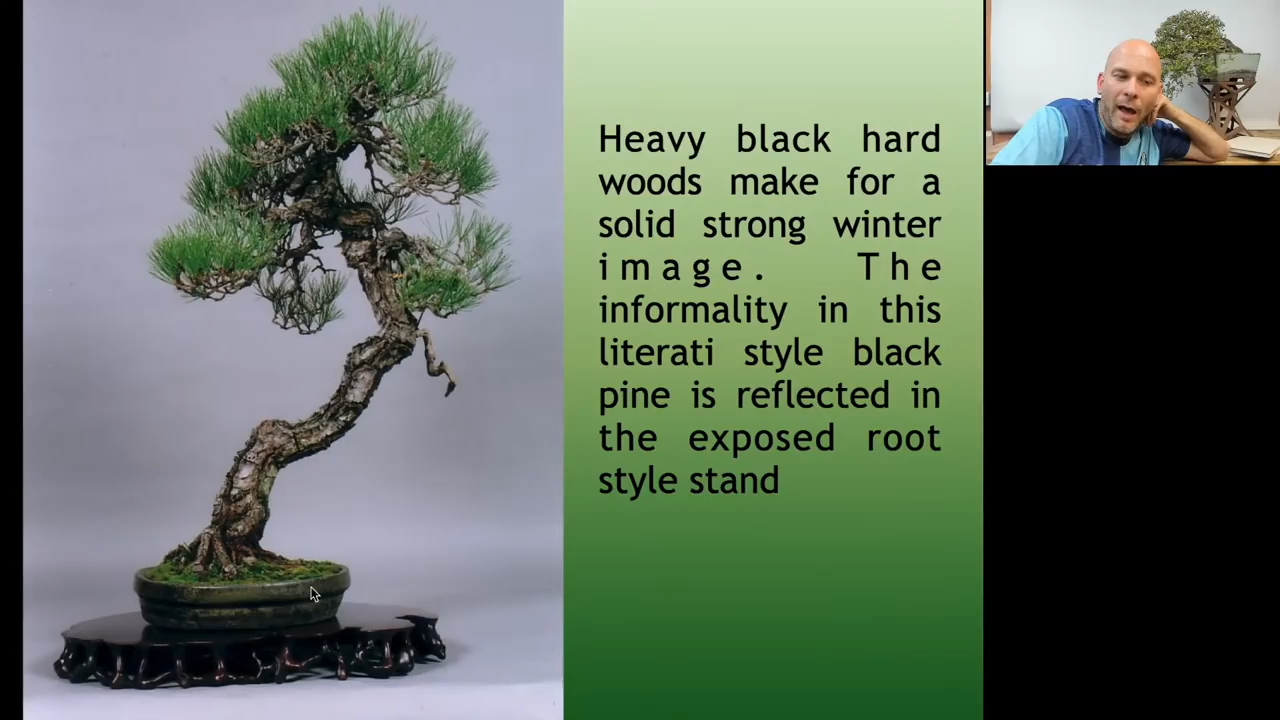 Heavy black hard
woods make for a
solid strong winter
image. The
informality in this
literati style black
pine is reflected in
the exposed root
style stand